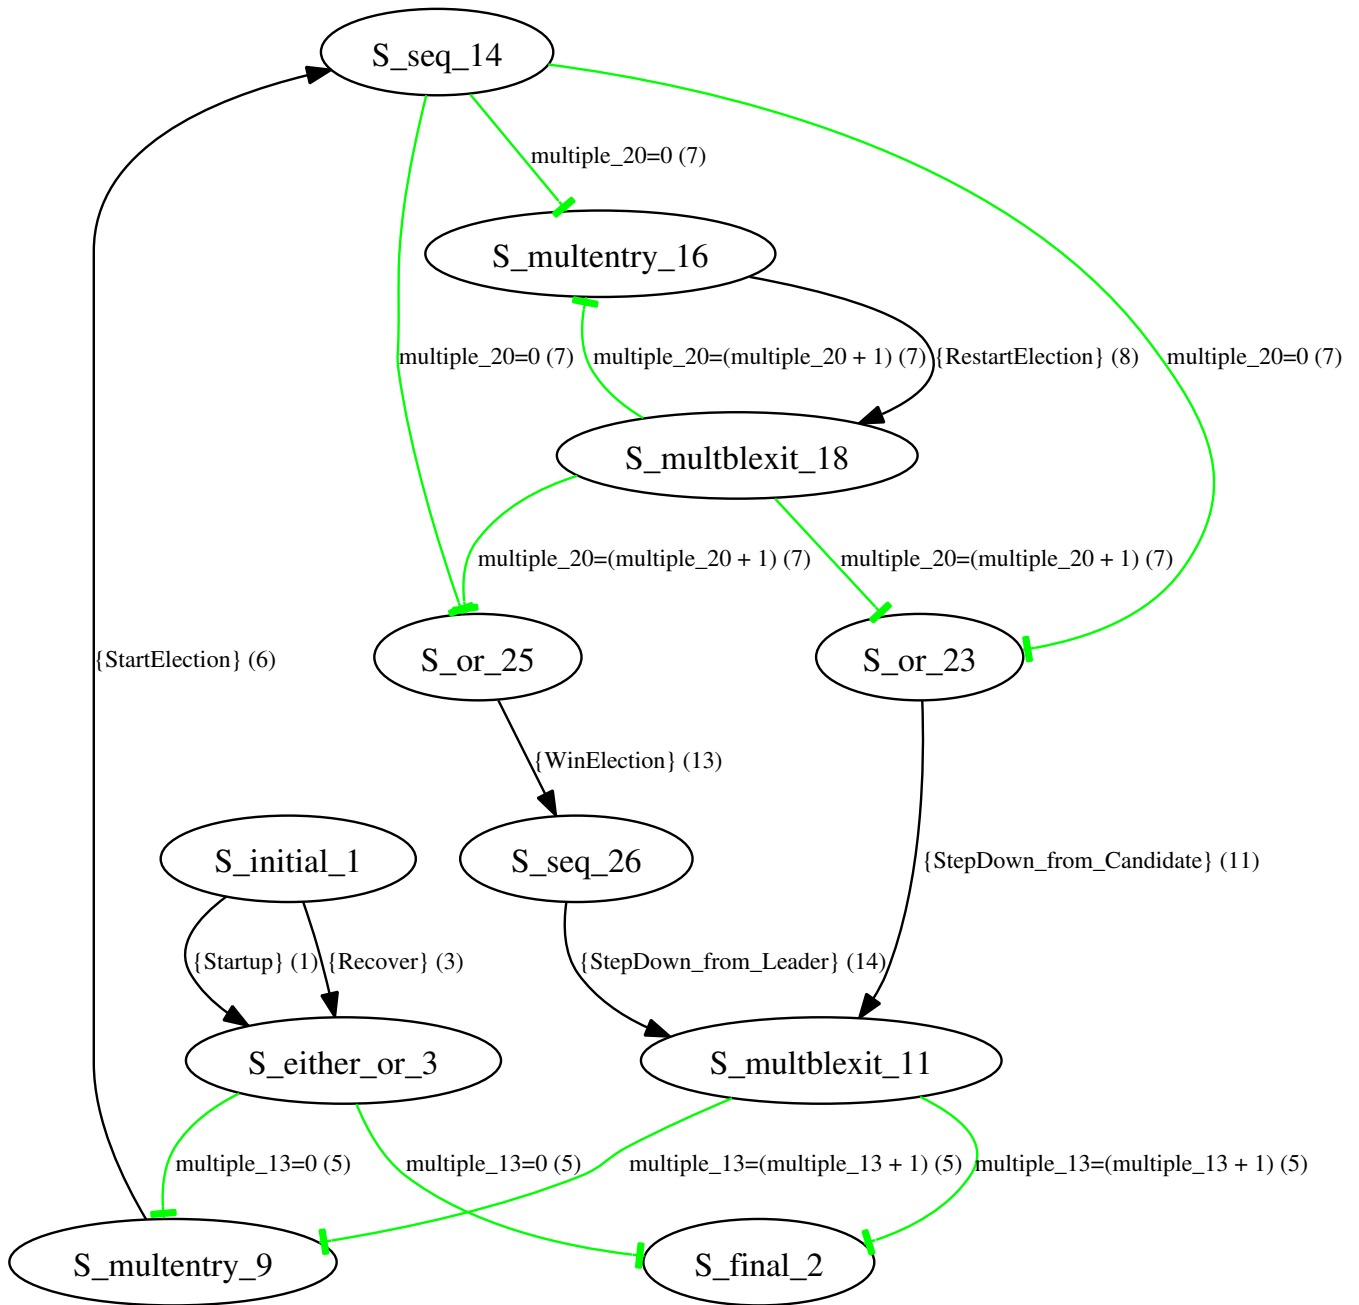 S_seq_14
multiple_20=0 (7)
S_multentry_16
multiple_20=0 (7)
multiple_20=(multiple_20 + 1) (7)
{RestartElection} (8)
multiple_20=0 (7)
S_multblexit_18
multiple_20=(multiple_20 + 1) (7)
multiple_20=(multiple_20 + 1) (7)
{StartElection} (6)
S_or_25
S_or_23
{WinElection} (13)
S_initial_1
S_seq_26
{StepDown_from_Candidate} (11)
{Startup} (1)
{Recover} (3)
{StepDown_from_Leader} (14)
S_either_or_3
S_multblexit_11
multiple_13=0 (5)
multiple_13=0 (5)
multiple_13=(multiple_13 + 1) (5)
multiple_13=(multiple_13 + 1) (5)
S_multentry_9
S_final_2